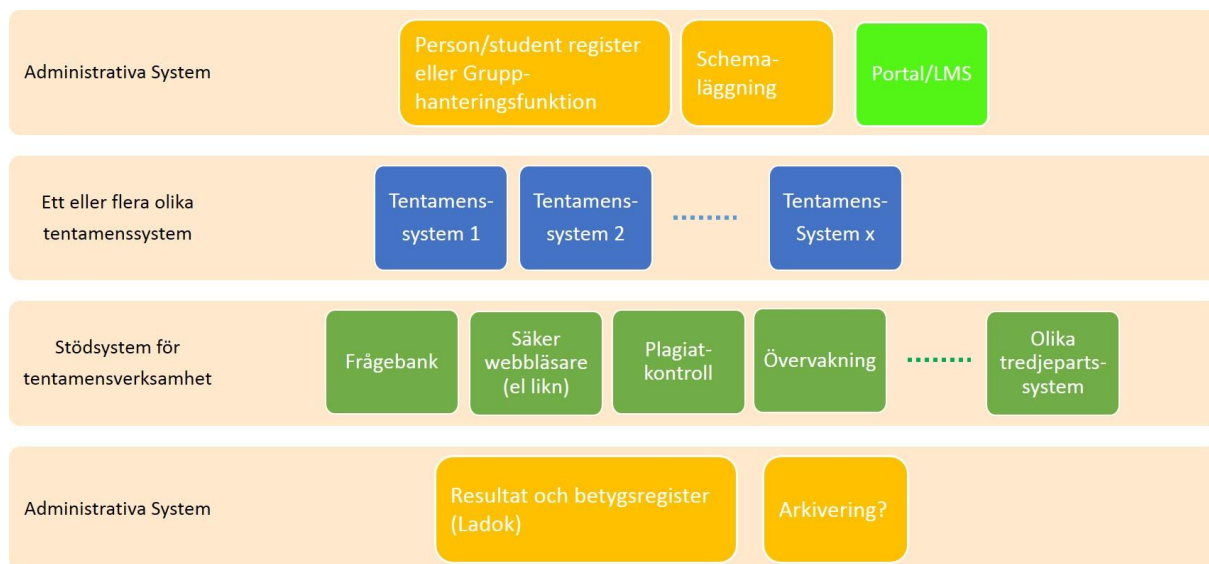 Administrativa System
Person/student register
eller Grupp-
hanteringsfunktion
Schema-
läggning
Portal/LMS
Ett eller flera olika
tentamenssystem
Tentamens-
system 1
Tentamens-
system 2
Tentamens-
System x
Stödsystem för
tentamensverksamhet
Frågebank
Säker
webbläsare
(el likn)
Plagiat-
kontroll
Övervakning
Olika
tredjeparts-
system
Administrativa System
Resultat och betygsregister
(Ladok)
Arkivering?